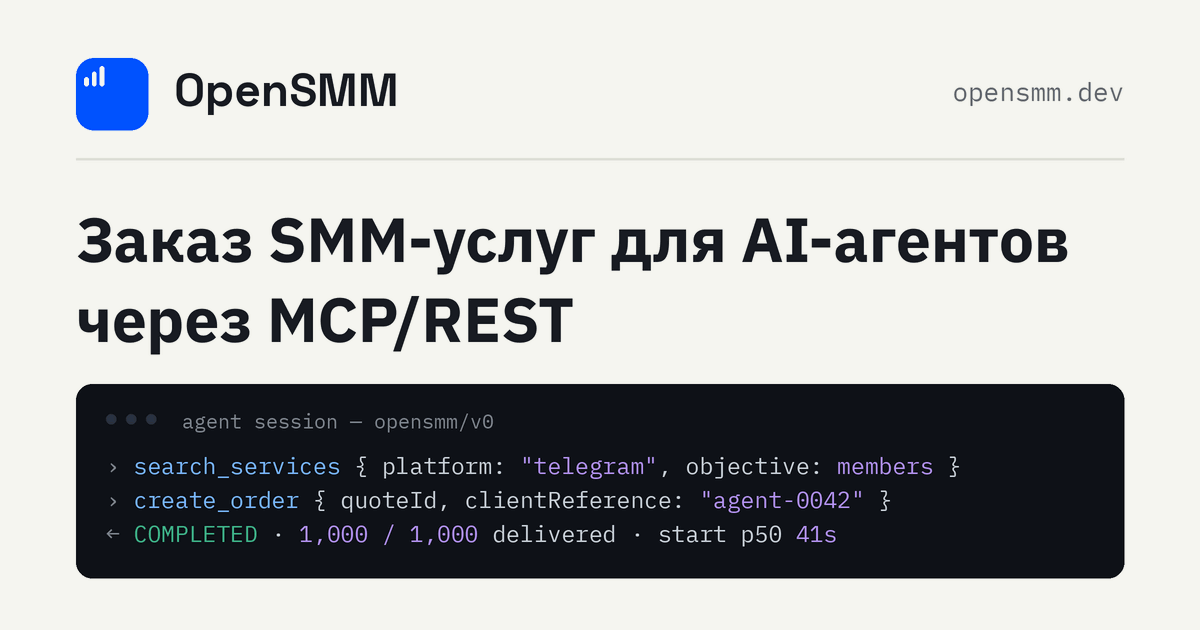 OpenSMM
opensmm.dev
Заказ SMM-услуг для AI-агентов
через MCP/REST
agent session — opensmm/v0
› search_services { platform: "telegram", objective: members }
› create_order { quoteId, clientReference: "agent-0042" }
← COMPLETED · 1,000 / 1,000 delivered · start p50 41s